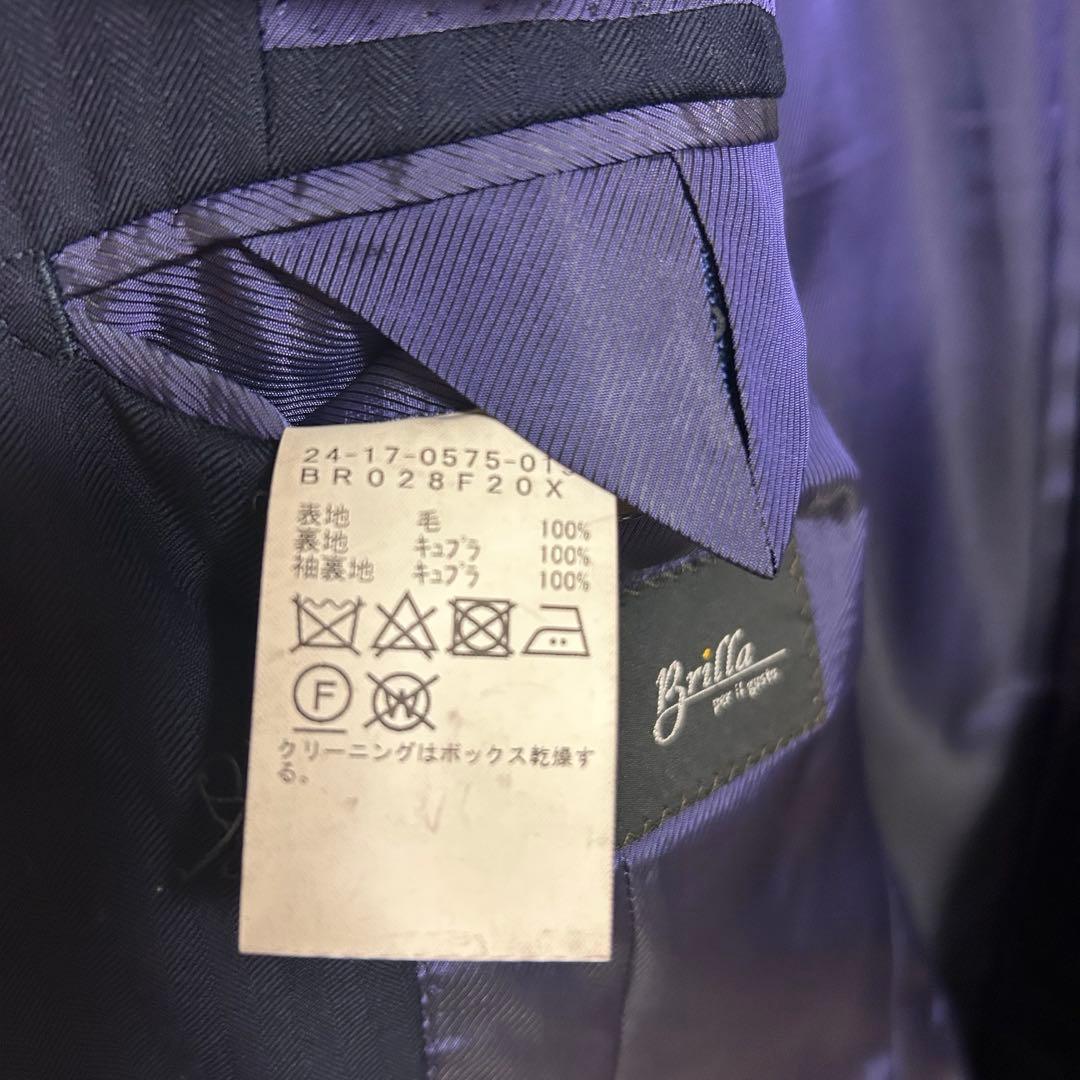 24-17-0575-01
BR028F20X
表地 毛 100%
裏地 キュプラ 100%
袖裏地 キュプラ 100%
F W
クリーニングはボックス乾燥す
る。
Brilla
per il gusto